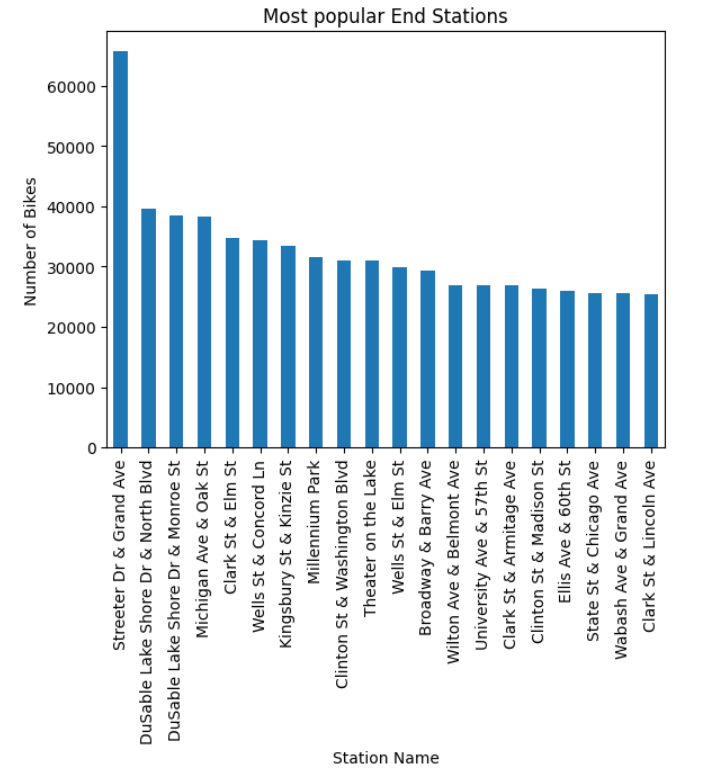 Most popular End Stations
Number of Bikes
60000
50000
40000
30000
20000
10000
0
Streeter Dr & Grand Ave
DuSable Lake Shore Dr & North Blvd
DuSable Lake Shore Dr & Monroe St
Michigan Ave & Oak St
Clark St & Elm St
Wells St & Concord Ln
Kingsbury St & Kinzie St
Millennium Park
Clinton St & Washington Blvd
Theater on the Lake
Wells St & Elm St
Broadway & Barry Ave
Wilton Ave & Belmont Ave
University Ave & 57th St
Clark St & Armitage Ave
Clinton St & Madison St
Ellis Ave & 60th St
State St & Chicago Ave
Wabash Ave & Grand Ave
Clark St & Lincoln Ave
Station Name